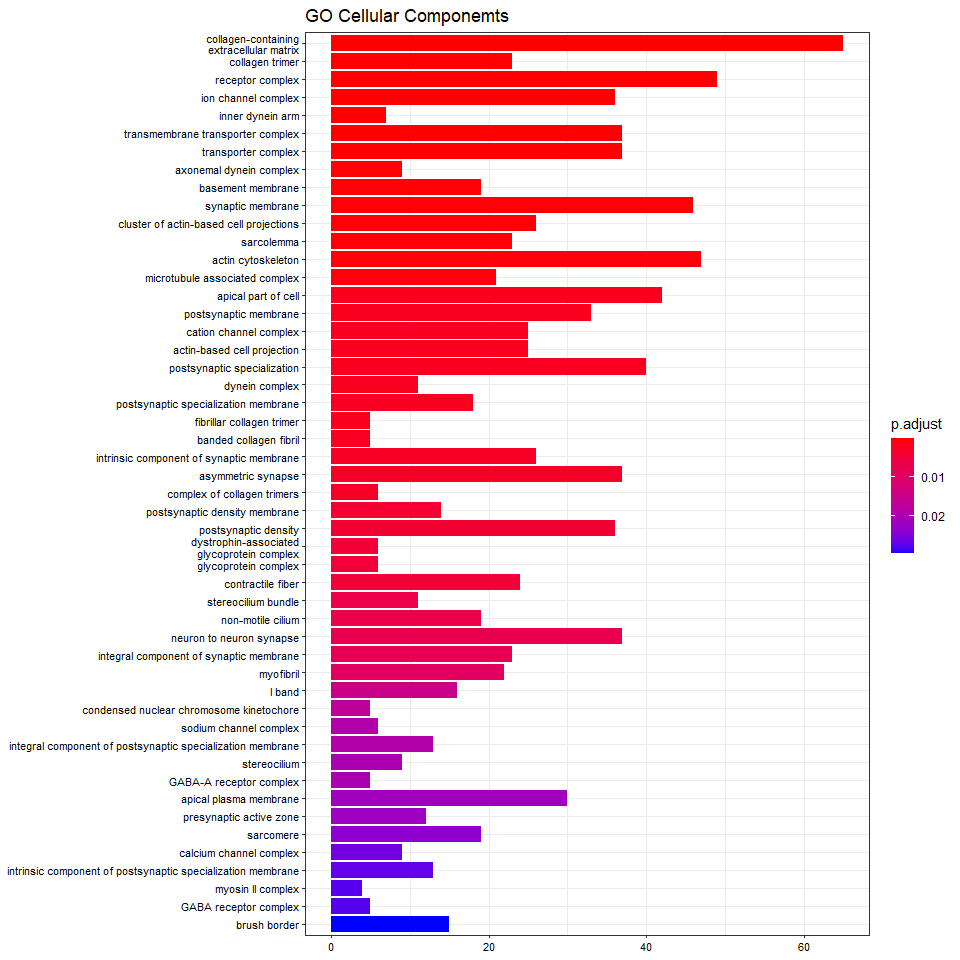 GO Cellular Componemts
collagen-containing
extracellular matrix
collagen trimer
receptor complex
ion channel complex
inner dynein arm
transmembrane transporter complex
transporter complex
axonemal dynein complex
basement membrane
synaptic membrane
cluster of actin-based cell projections
sarcolemma
actin cytoskeleton
microtubule associated complex
apical part of cell
postsynaptic membrane
cation channel complex
actin-based cell projection
postsynaptic specialization
dynein complex
postsynaptic specialization membrane
fibrillar collagen trimer
banded collagen fibril
intrinsic component of synaptic membrane
asymmetric synapse
complex of collagen trimers
postsynaptic density membrane
postsynaptic density
dystrophin-associated
glycoprotein complex
glycoprotein complex
contractile fiber
stereocilium bundle
non-motile cilium
neuron to neuron synapse
integral component of synaptic membrane
myofibril
I band
condensed nuclear chromosome kinetochore
sodium channel complex
integral component of postsynaptic specialization membrane
stereocilium
GABA-A receptor complex
apical plasma membrane
presynaptic active zone
sarcomere
calcium channel complex
intrinsic component of postsynaptic specialization membrane
myosin II complex
GABA receptor complex
brush border
0 20 40 60
p.adjust
0.01
0.02